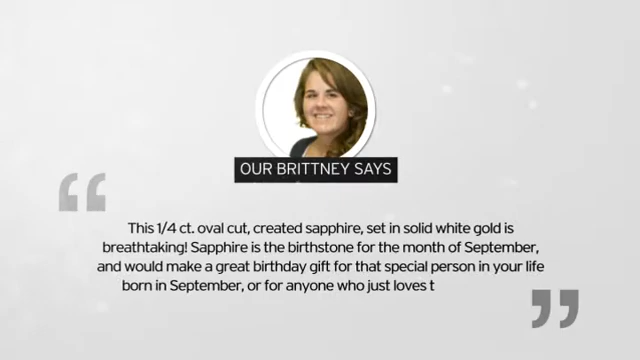 OUR BRITTNEY SAYS
“
This 1/4 ct. oval cut, created sapphire, set in solid white gold is
breathtaking! Sapphire is the birthstone for the month of September,
and would make a great birthday gift for that special person in your life
born in September, or for anyone who just loves t
”